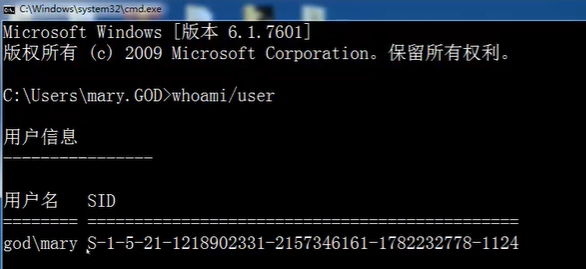 C:\Windows\system32\cmd.exe
Microsoft Windows [版本 6.1.7601]
版权所有 (c) 2009 Microsoft Corporation。保留所有权利。
C:\Users\mary.GOD>whoami/user
用户信息
----------------
用户名   SID
======== ==============================================
god\mary S-1-5-21-1218902331-2157346161-1782232778-1124